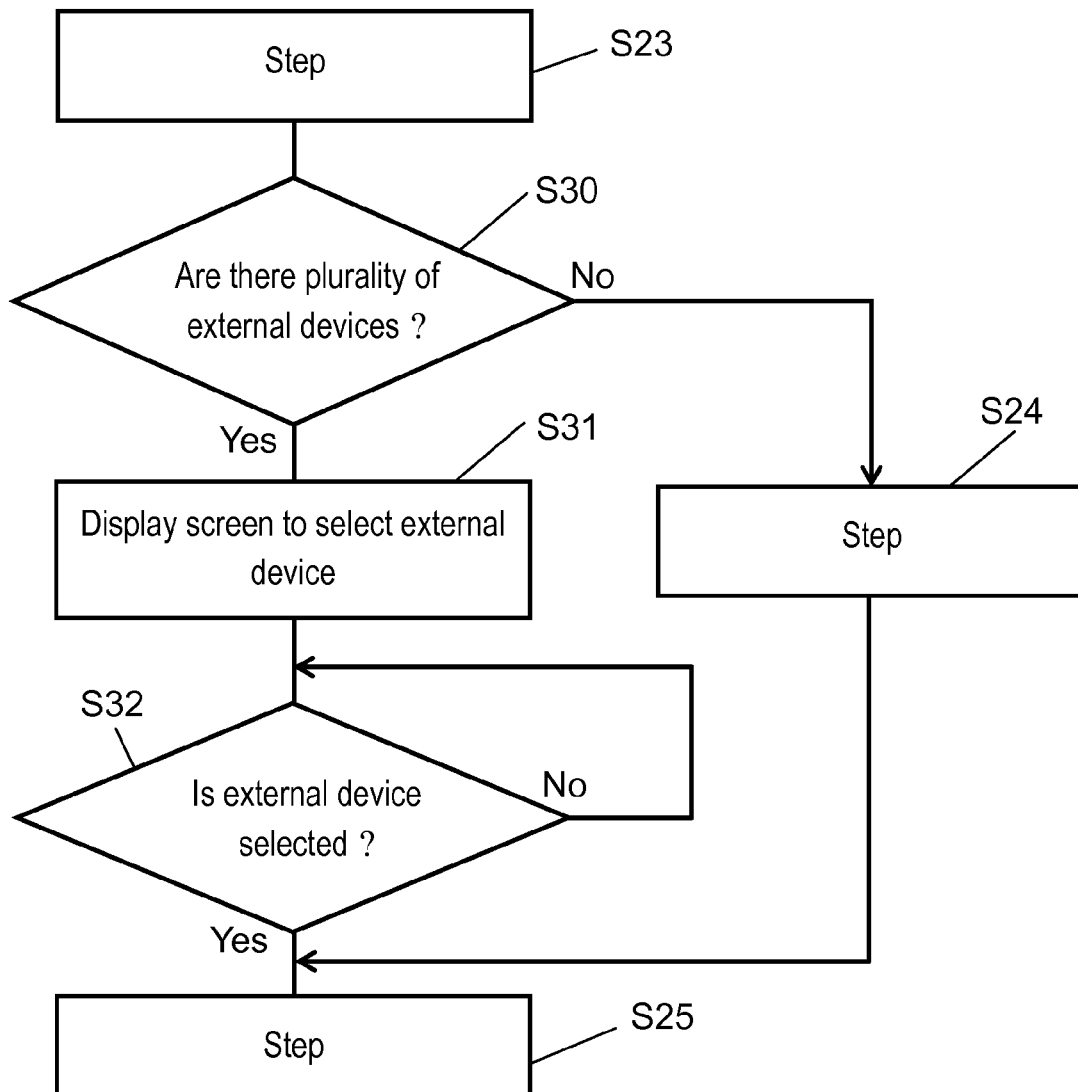 Step
S23
S30
Are there plurality of
external devices ?
No
Yes
S31
S24
Display screen to select external
device
Step
S32
Is external device
selected ?
No
Yes
Step
S25